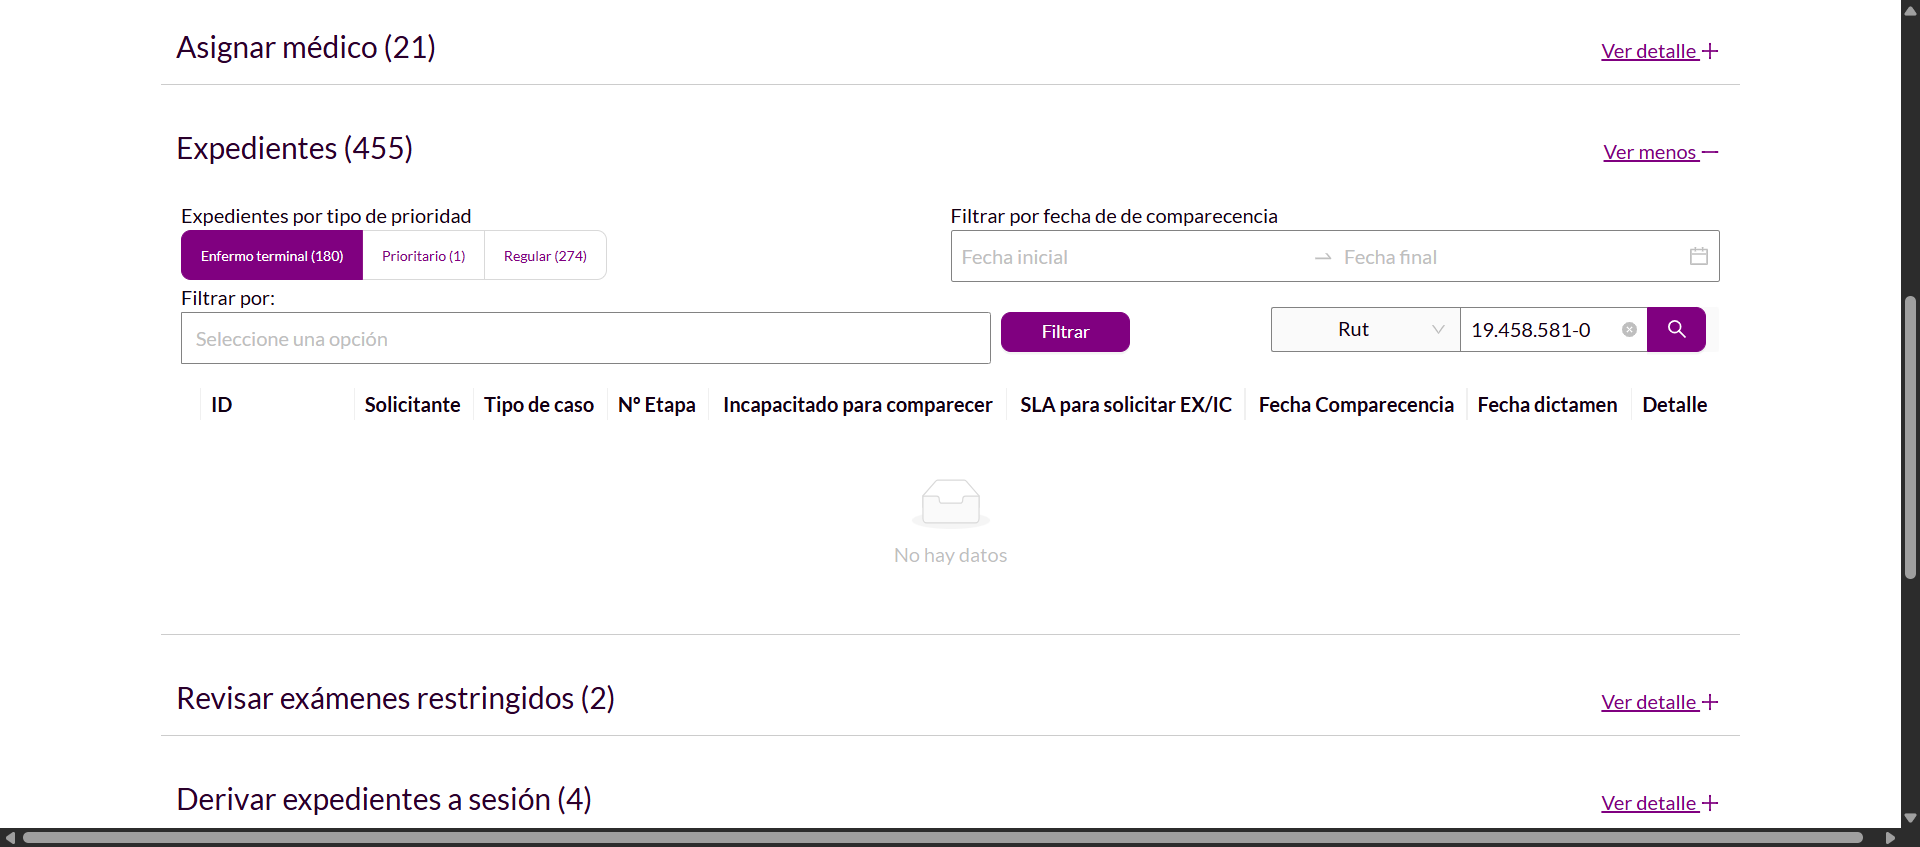 Asignar médico (21)
Ver detalle
Expedientes (455)
Ver menos
Expedientes por tipo de prioridad
Filtrar por fecha de de comparecencia
Enfermo terminal (180)
Prioritario (1)
Regular (274)
Fecha inicial
Fecha final
Filtrar por:
Seleccione una opción
Filtrar
Rut
19.458.581-0
ID
Solicitante
Tipo de caso
N° Etapa
Incapacitado para comparecer
SLA para solicitar EX/IC
Fecha Comparecencia
Fecha dictamen
Detalle
No hay datos
Revisar exámenes restringidos (2)
Ver detalle
Derivar expedientes a sesión (4)
Ver detalle